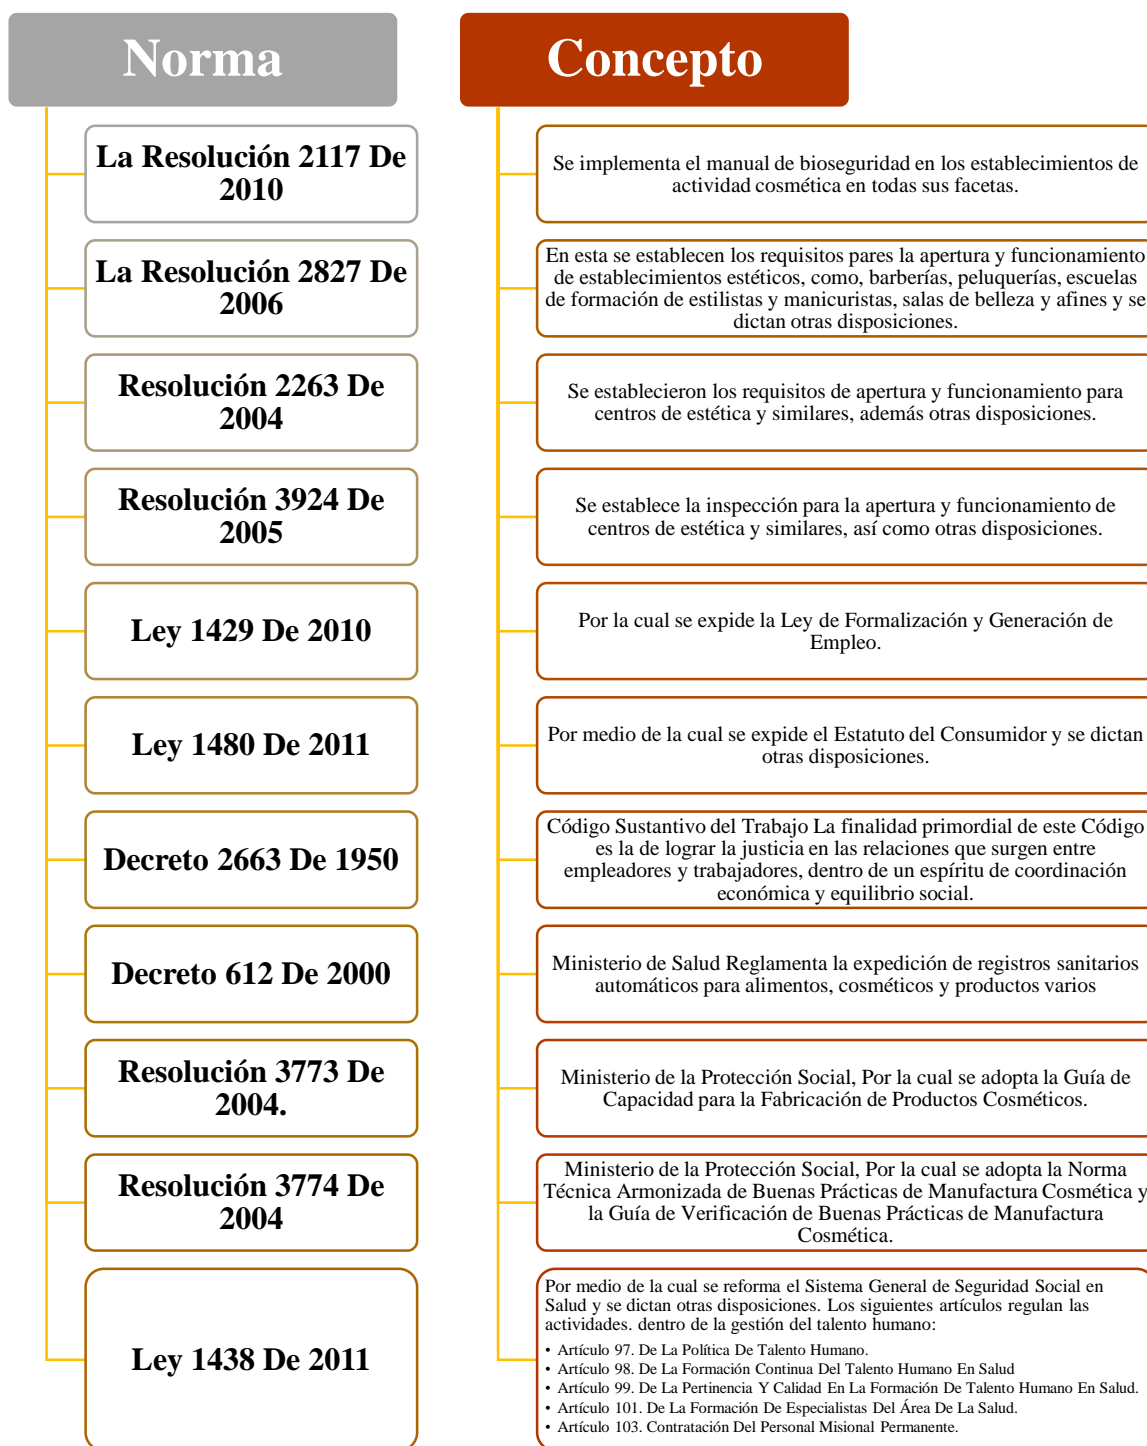 Norma
Concepto
La Resolución 2117 De
2010
Se implementa el manual de bioseguridad en los establecimientos de
actividad cosmética en todas sus facetas.
La Resolución 2827 De
2006
En esta se establecen los requisitos pares la apertura y funcionamiento
de establecimientos estéticos, como, barberías, peluquerías, escuelas
de formación de estilistas y manicuristas, salas de belleza y afines y se
dictan otras disposiciones.
Resolución 2263 De
2004
Se establecieron los requisitos de apertura y funcionamiento para
centros de estética y similares, además otras disposiciones.
Resolución 3924 De
2005
Se establece la inspección para la apertura y funcionamiento de
centros de estética y similares, así como otras disposiciones.
Ley 1429 De 2010
Por la cual se expide la Ley de Formalización y Generación de
Empleo.
Ley 1480 De 2011
Por medio de la cual se expide el Estatuto del Consumidor y se dictan
otras disposiciones.
Decreto 2663 De 1950
Código Sustantivo del Trabajo La finalidad primordial de este Código
es la de lograr la justicia en las relaciones que surgen entre
empleadores y trabajadores, dentro de un espíritu de coordinación
económica y equilibrio social.
Decreto 612 De 2000
Ministerio de Salud Reglamenta la expedición de registros sanitarios
automáticos para alimentos, cosméticos y productos varios
Resolución 3773 De
2004.
Ministerio de la Protección Social, Por la cual se adopta la Guía de
Capacidad para la Fabricación de Productos Cosméticos.
Resolución 3774 De
2004
Ministerio de la Protección Social, Por la cual se adopta la Norma
Técnica Armonizada de Buenas Prácticas de Manufactura Cosmética y
la Guía de Verificación de Buenas Prácticas de Manufactura
Cosmética.
Ley 1438 De 2011
Por medio de la cual se reforma el Sistema General de Seguridad Social en
Salud y se dictan otras disposiciones. Los siguientes artículos regulan las
actividades. dentro de la gestión del talento humano:
• Artículo 97. De La Política De Talento Humano.
• Artículo 98. De La Formación Continua Del Talento Humano En Salud
• Artículo 99. De La Pertinencia Y Calidad En La Formación De Talento Humano En Salud.
• Artículo 101. De La Formación De Especialistas Del Área De La Salud.
• Artículo 103. Contratación Del Personal Misional Permanente.